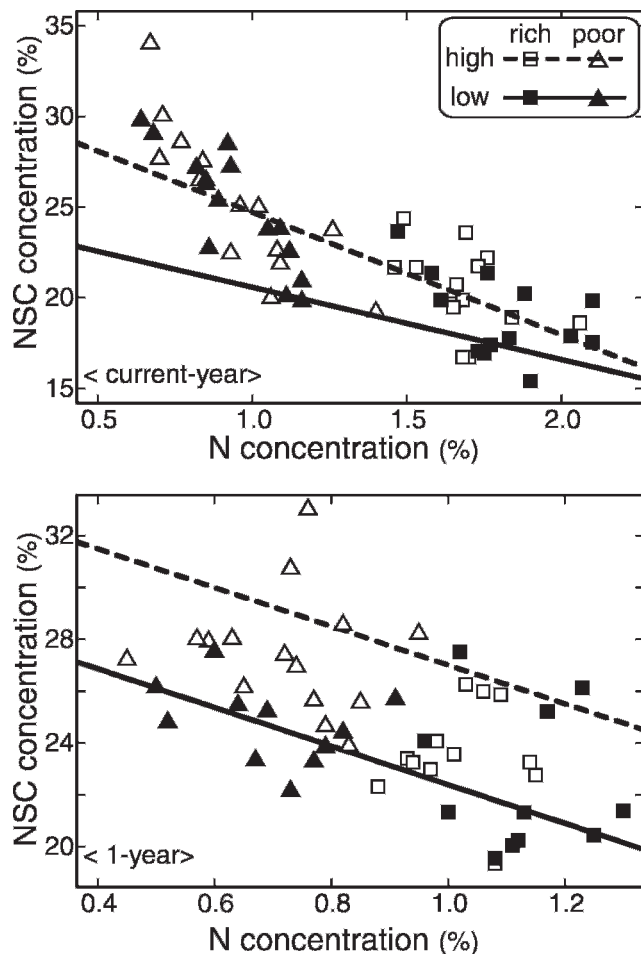 35
30
25
20
15
NSC concentration (%)
rich poor
high
low
< current-year>
0.5 1.0 1.5 2.0
N concentration (%)
32
28
24
20
NSC concentration (%)
< 1-year>
0.4 0.6 0.8 1.0 1.2
N concentration (%)